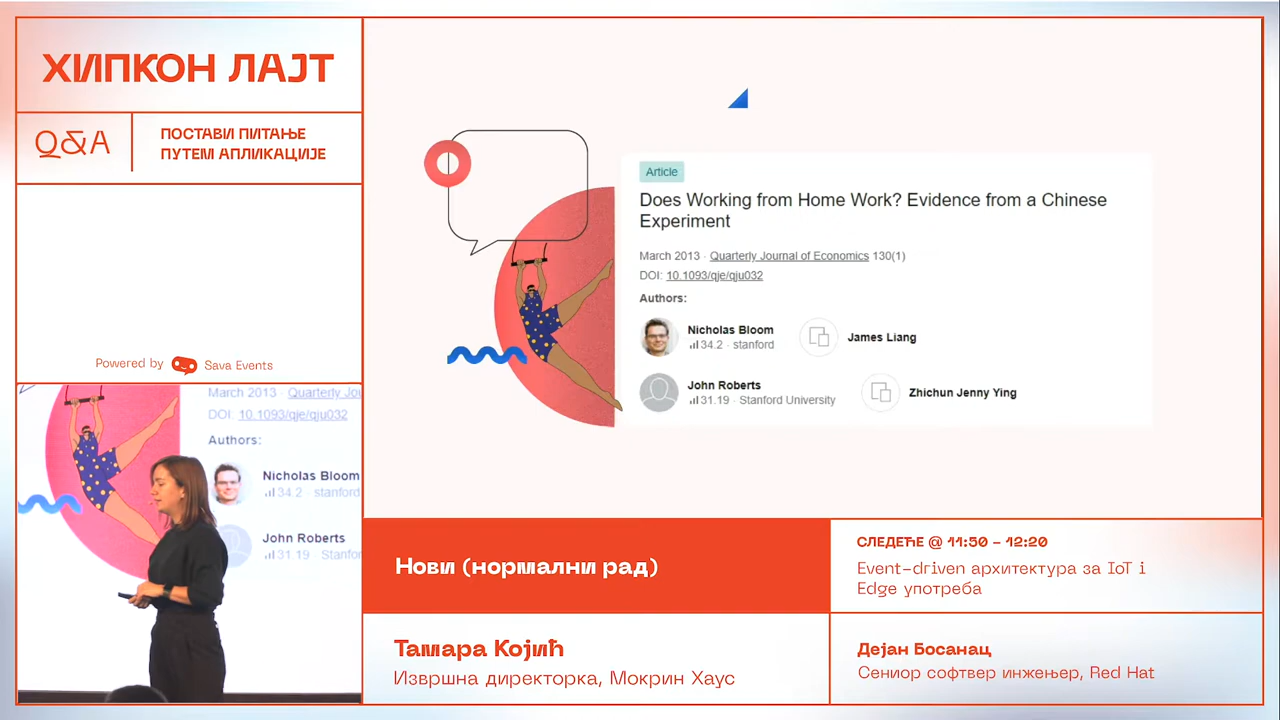 ХИПКОН ЛАЈТ
Q&A
ПОСТАВИ ПИТАЊЕ
ПУТЕМ АПЛИКАЦИЈЕ
Powered by Sava Events
Article
Does Working from Home Work? Evidence from a Chinese
Experiment
March 2013 · Quarterly Journal of Economics 130(1)
DOI: 10.1093/qje/qju032
Authors:
Nicholas Bloom
34.2 · stanford
James Liang
John Roberts
31.19 · Stanford University
Zhichun Jenny Ying
March 2013 · Quarterly Jou
DOI: 10.1093/qje/qju032
Authors:
Nicholas Bloom
34.2 · stanford
John Roberts
31.19 · Stanfo
Нови (нормални рад)
Тамара Којић
Извршна директорка, Мокрин Хаус
СЛЕДЕЋЕ @ 11:50 – 12:20
Event-driven архитектура за IoT i
Edge употреба
Дејан Босанац
Сениор софтвер инжењер, Red Hat